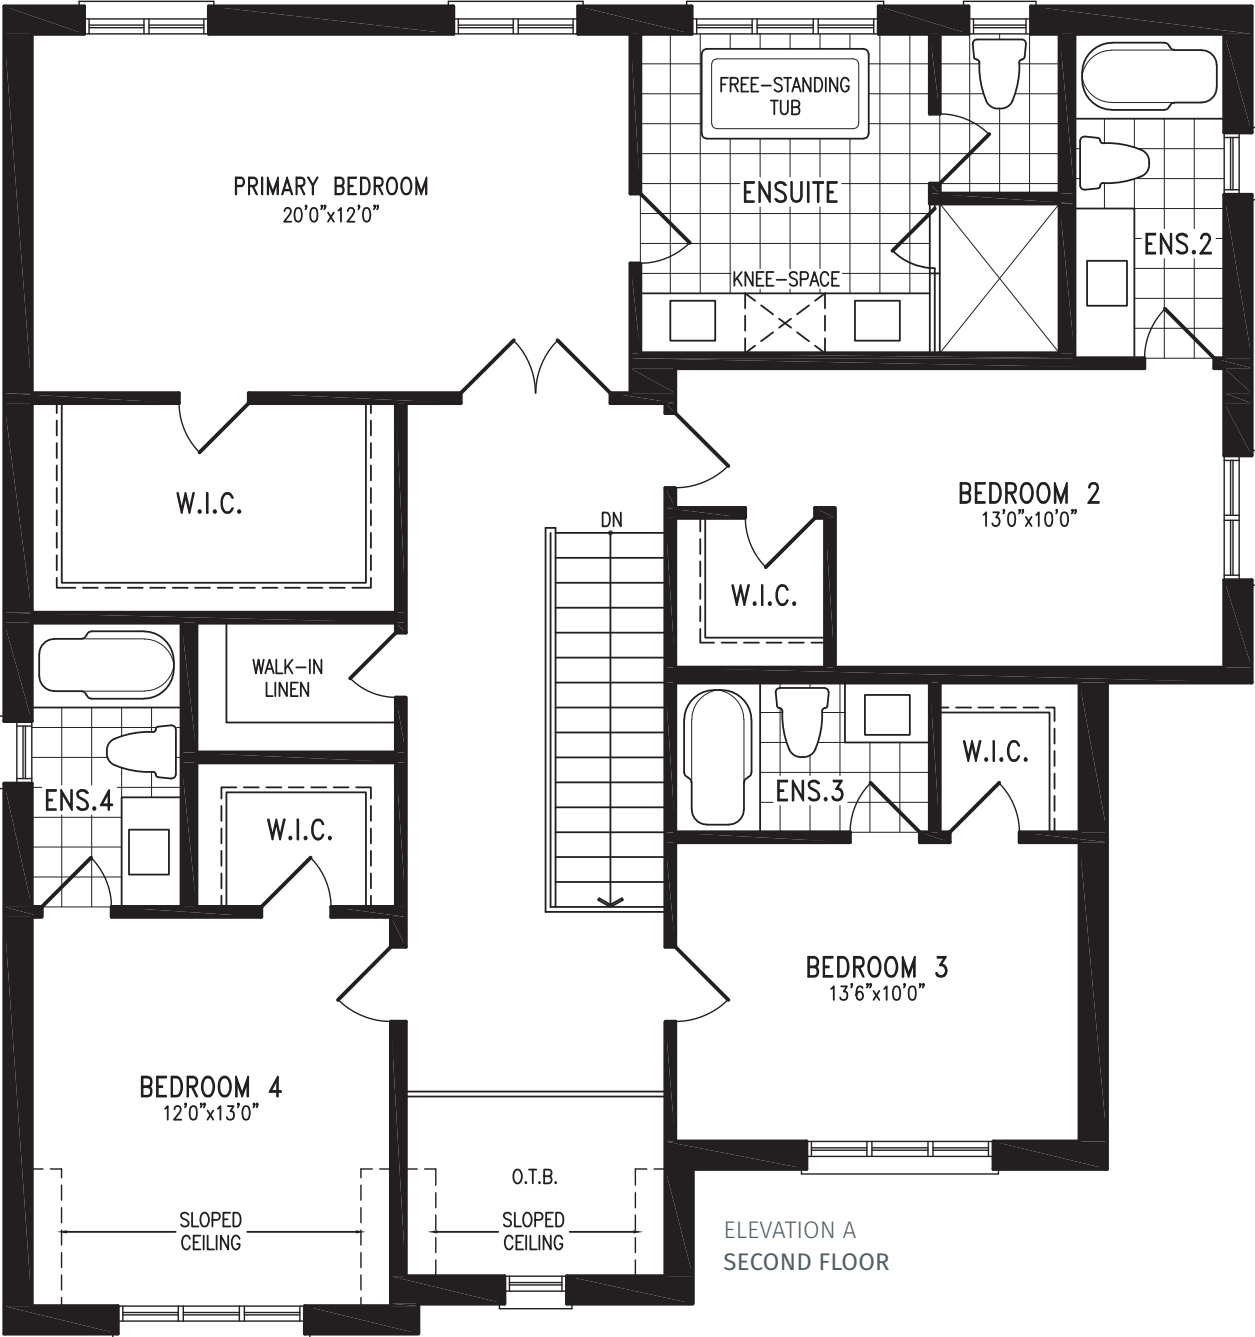 FREE-STANDING
TUB
PRIMARY BEDROOM
20'0"x12'0"
ENSUITE
KNEE-SPACE
ENS.2
W.I.C.
DN
BEDROOM 2
13'0"x10'0"
W.I.C.
WALK-IN
LINEN
ENS.4
W.I.C.
ENS.3
W.I.C.
BEDROOM 3
13'6"x10'0"
BEDROOM 4
12'0"x13'0"
O.T.B.
SLOPED
CEILING
SLOPED
CEILING
ELEVATION A
SECOND FLOOR